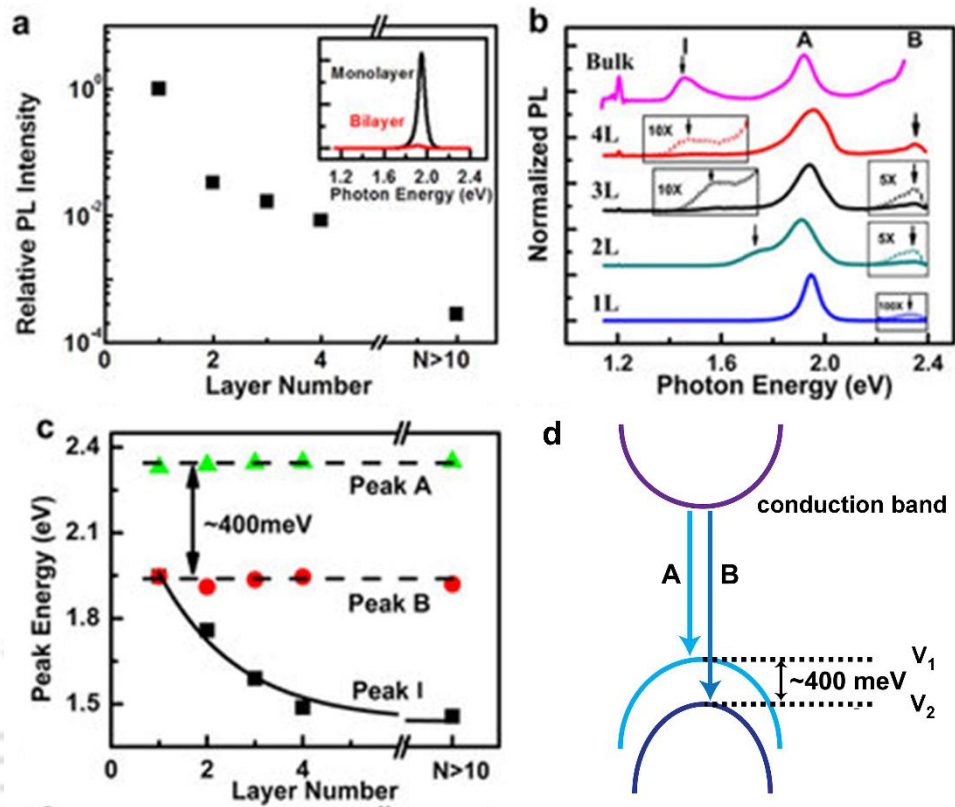 a
Relative PL Intensity
10⁰
10⁻²
10⁻⁴
0 2 4 N>10
Layer Number
Monolayer
Bilayer
1.2 1.6 2.0 2.4
Photon Energy (eV)
b
Normalized PL
I A B
Bulk
4L
10X
3L
10X
5X
2L
5X
1L
100X
1.2 1.6 2.0 2.4
Photon Energy (eV)
c
Peak Energy (eV)
2.4
2.1
1.8
1.5
Peak A
~400meV
Peak B
Peak I
0 2 4 N>10
Layer Number
d
conduction band
A B
V₁
~400 meV
V₂